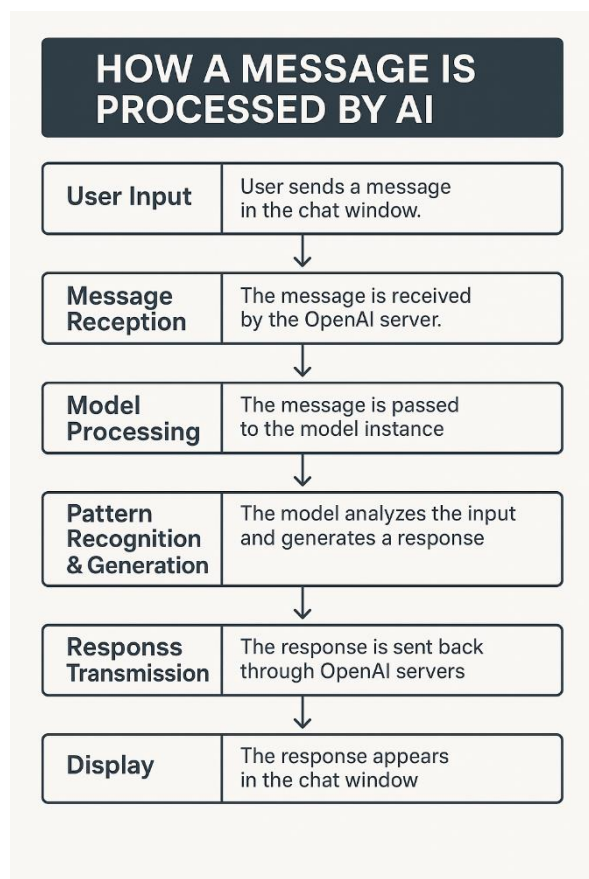 HOW A MESSAGE IS
PROCESSED BY AI
User Input
User sends a message
in the chat window.
Message
Reception
The message is received
by the OpenAI server.
Model
Processing
The message is passed
to the model instance
Pattern
Recognition
& Generation
The model analyzes the input
and generates a response
Responss
Transmission
The response is sent back
through OpenAI servers
Display
The response appears
in the chat window